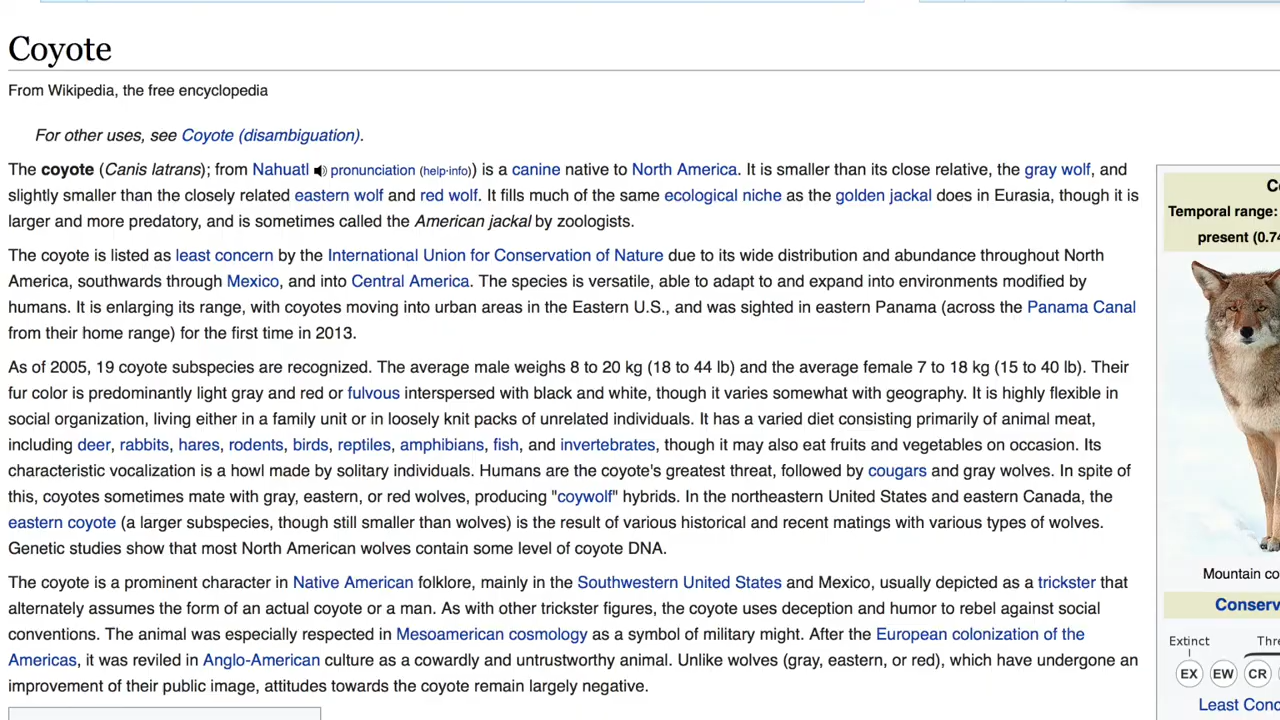 Coyote
From Wikipedia, the free encyclopedia
For other uses, see Coyote (disambiguation).
The coyote (Canis latrans); from Nahuatl pronunciation (help·info)) is a canine native to North America. It is smaller than its close relative, the gray wolf, and
slightly smaller than the closely related eastern wolf and red wolf. It fills much of the same ecological niche as the golden jackal does in Eurasia, though it is
larger and more predatory, and is sometimes called the American jackal by zoologists.
The coyote is listed as least concern by the International Union for Conservation of Nature due to its wide distribution and abundance throughout North
America, southwards through Mexico, and into Central America. The species is versatile, able to adapt to and expand into environments modified by
humans. It is enlarging its range, with coyotes moving into urban areas in the Eastern U.S., and was sighted in eastern Panama (across the Panama Canal
from their home range) for the first time in 2013.
As of 2005, 19 coyote subspecies are recognized. The average male weighs 8 to 20 kg (18 to 44 lb) and the average female 7 to 18 kg (15 to 40 lb). Their
fur color is predominantly light gray and red or fulvous interspersed with black and white, though it varies somewhat with geography. It is highly flexible in
social organization, living either in a family unit or in loosely knit packs of unrelated individuals. It has a varied diet consisting primarily of animal meat,
including deer, rabbits, hares, rodents, birds, reptiles, amphibians, fish, and invertebrates, though it may also eat fruits and vegetables on occasion. Its
characteristic vocalization is a howl made by solitary individuals. Humans are the coyote's greatest threat, followed by cougars and gray wolves. In spite of
this, coyotes sometimes mate with gray, eastern, or red wolves, producing "coywolf" hybrids. In the northeastern United States and eastern Canada, the
eastern coyote (a larger subspecies, though still smaller than wolves) is the result of various historical and recent matings with various types of wolves.
Genetic studies show that most North American wolves contain some level of coyote DNA.
The coyote is a prominent character in Native American folklore, mainly in the Southwestern United States and Mexico, usually depicted as a trickster that
alternately assumes the form of an actual coyote or a man. As with other trickster figures, the coyote uses deception and humor to rebel against social
conventions. The animal was especially respected in Mesoamerican cosmology as a symbol of military might. After the European colonization of the
Americas, it was reviled in Anglo-American culture as a cowardly and untrustworthy animal. Unlike wolves (gray, eastern, or red), which have undergone an
improvement of their public image, attitudes towards the coyote remain largely negative.
Temporal range:
present (0.74
Mountain co
Conserv
Extinct Thre
EX EW CR
Least Conc